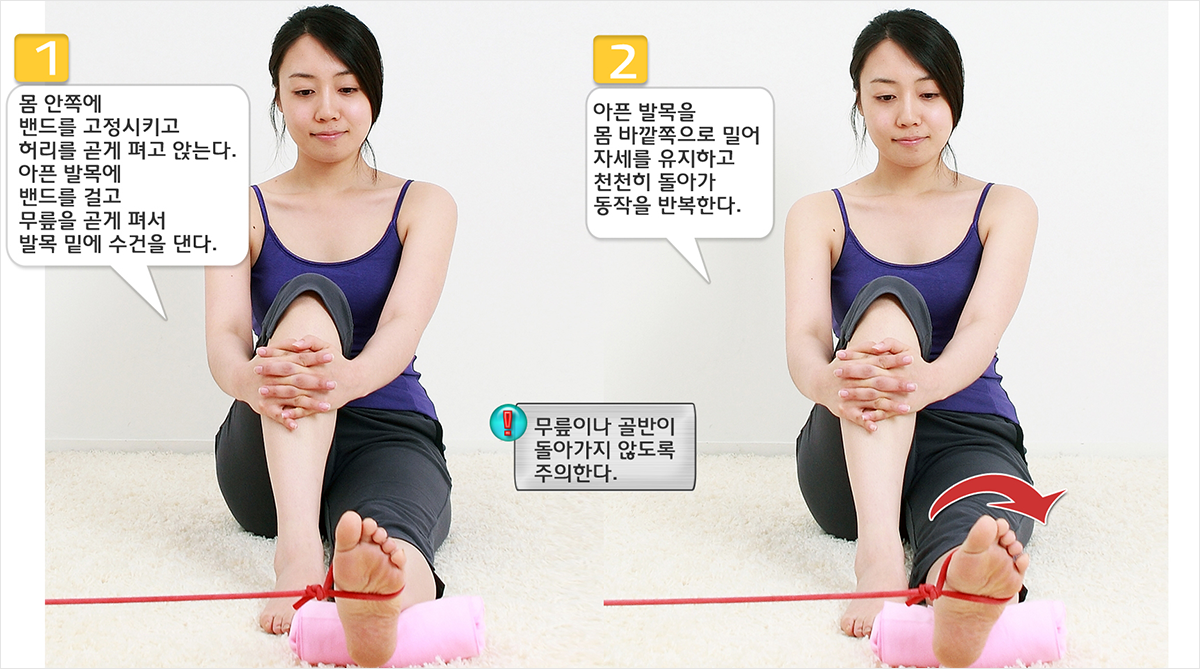 1
몸 안쪽에
밴드를 고정시키고
허리를 곧게 펴고 앉는다.
아픈 발목에
밴드를 걸고
무릎을 곧게 펴서
발목 밑에 수건을 댄다.
2
아픈 발목을
몸 바깥쪽으로 밀어
자세를 유지하고
천천히 돌아가
동작을 반복한다.
!
무릎이나 골반이
돌아가지 않도록
주의한다.